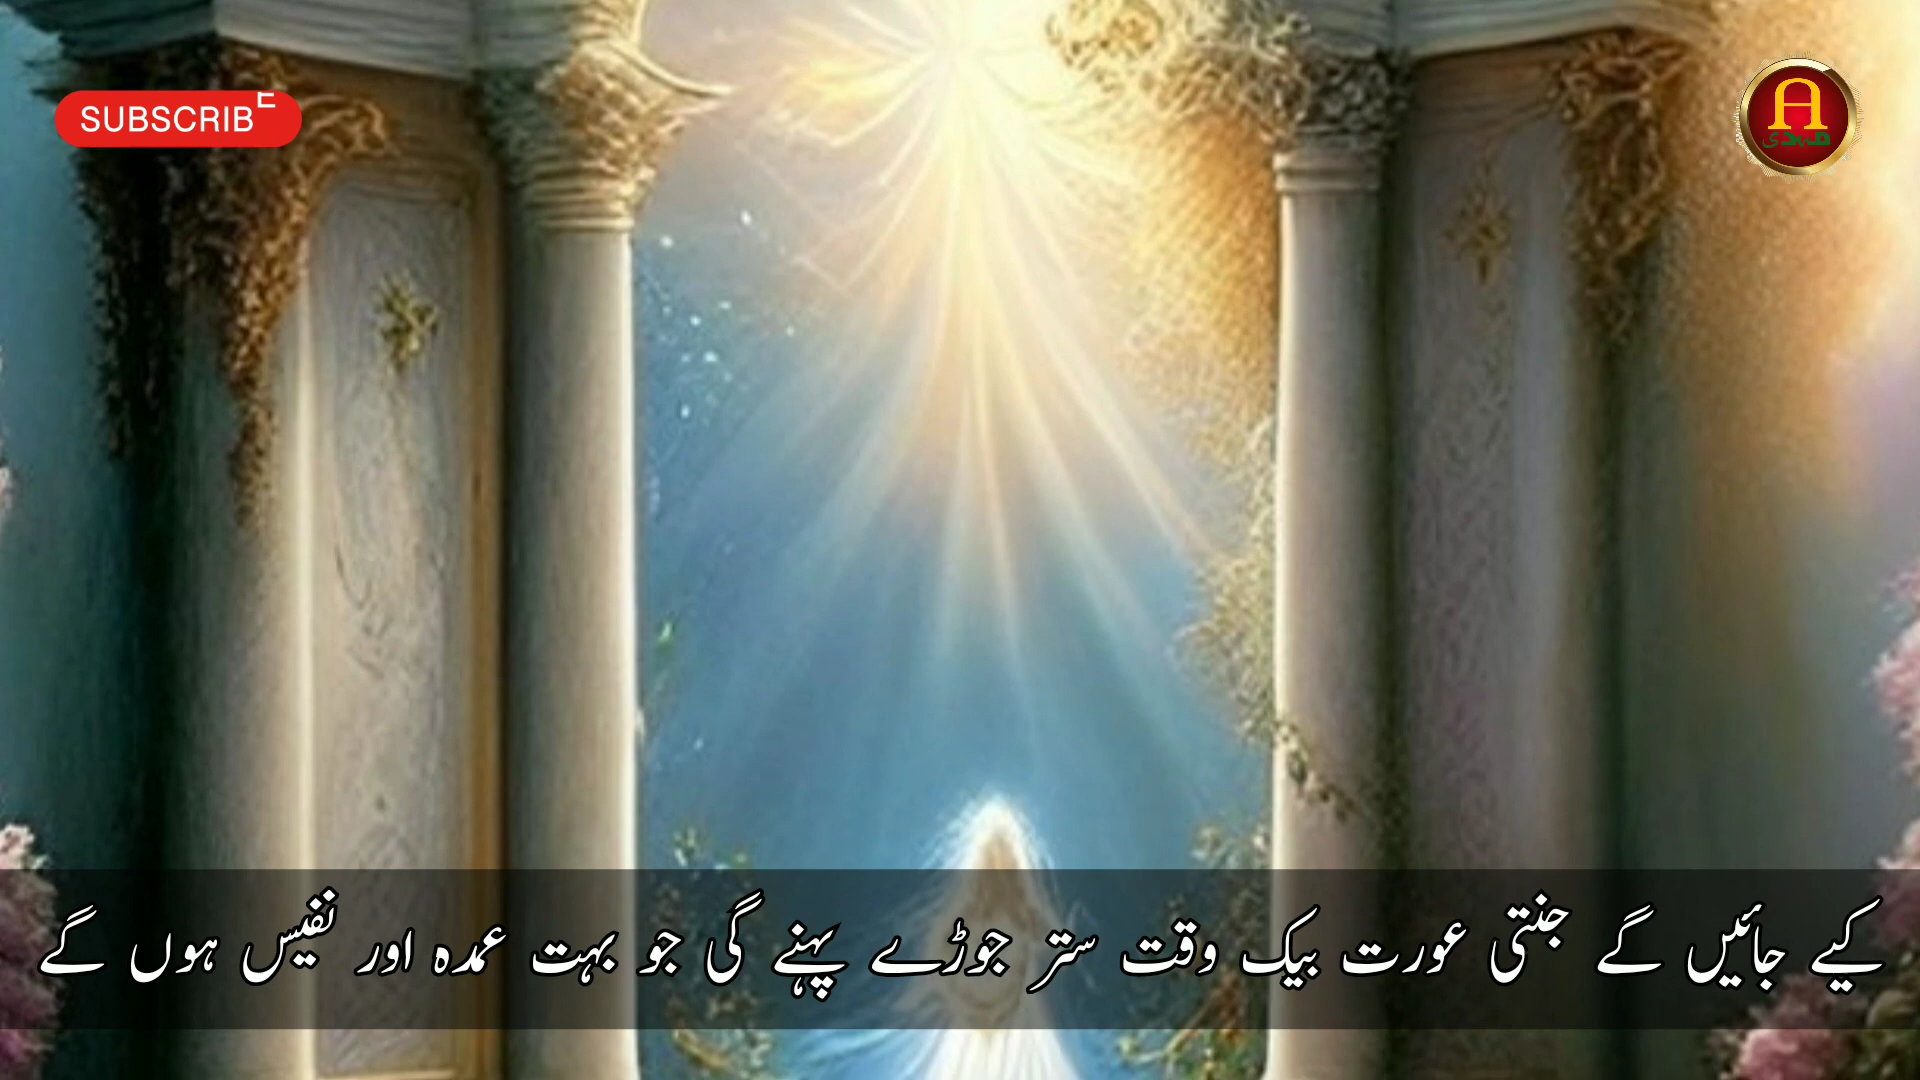 SUBSCRIBE
A
مہدی
کیے جائیں گے جنتی عورت بیک وقت ستر جوڑے پہنے گی جو بہت عمدہ اور نفیس ہوں گے